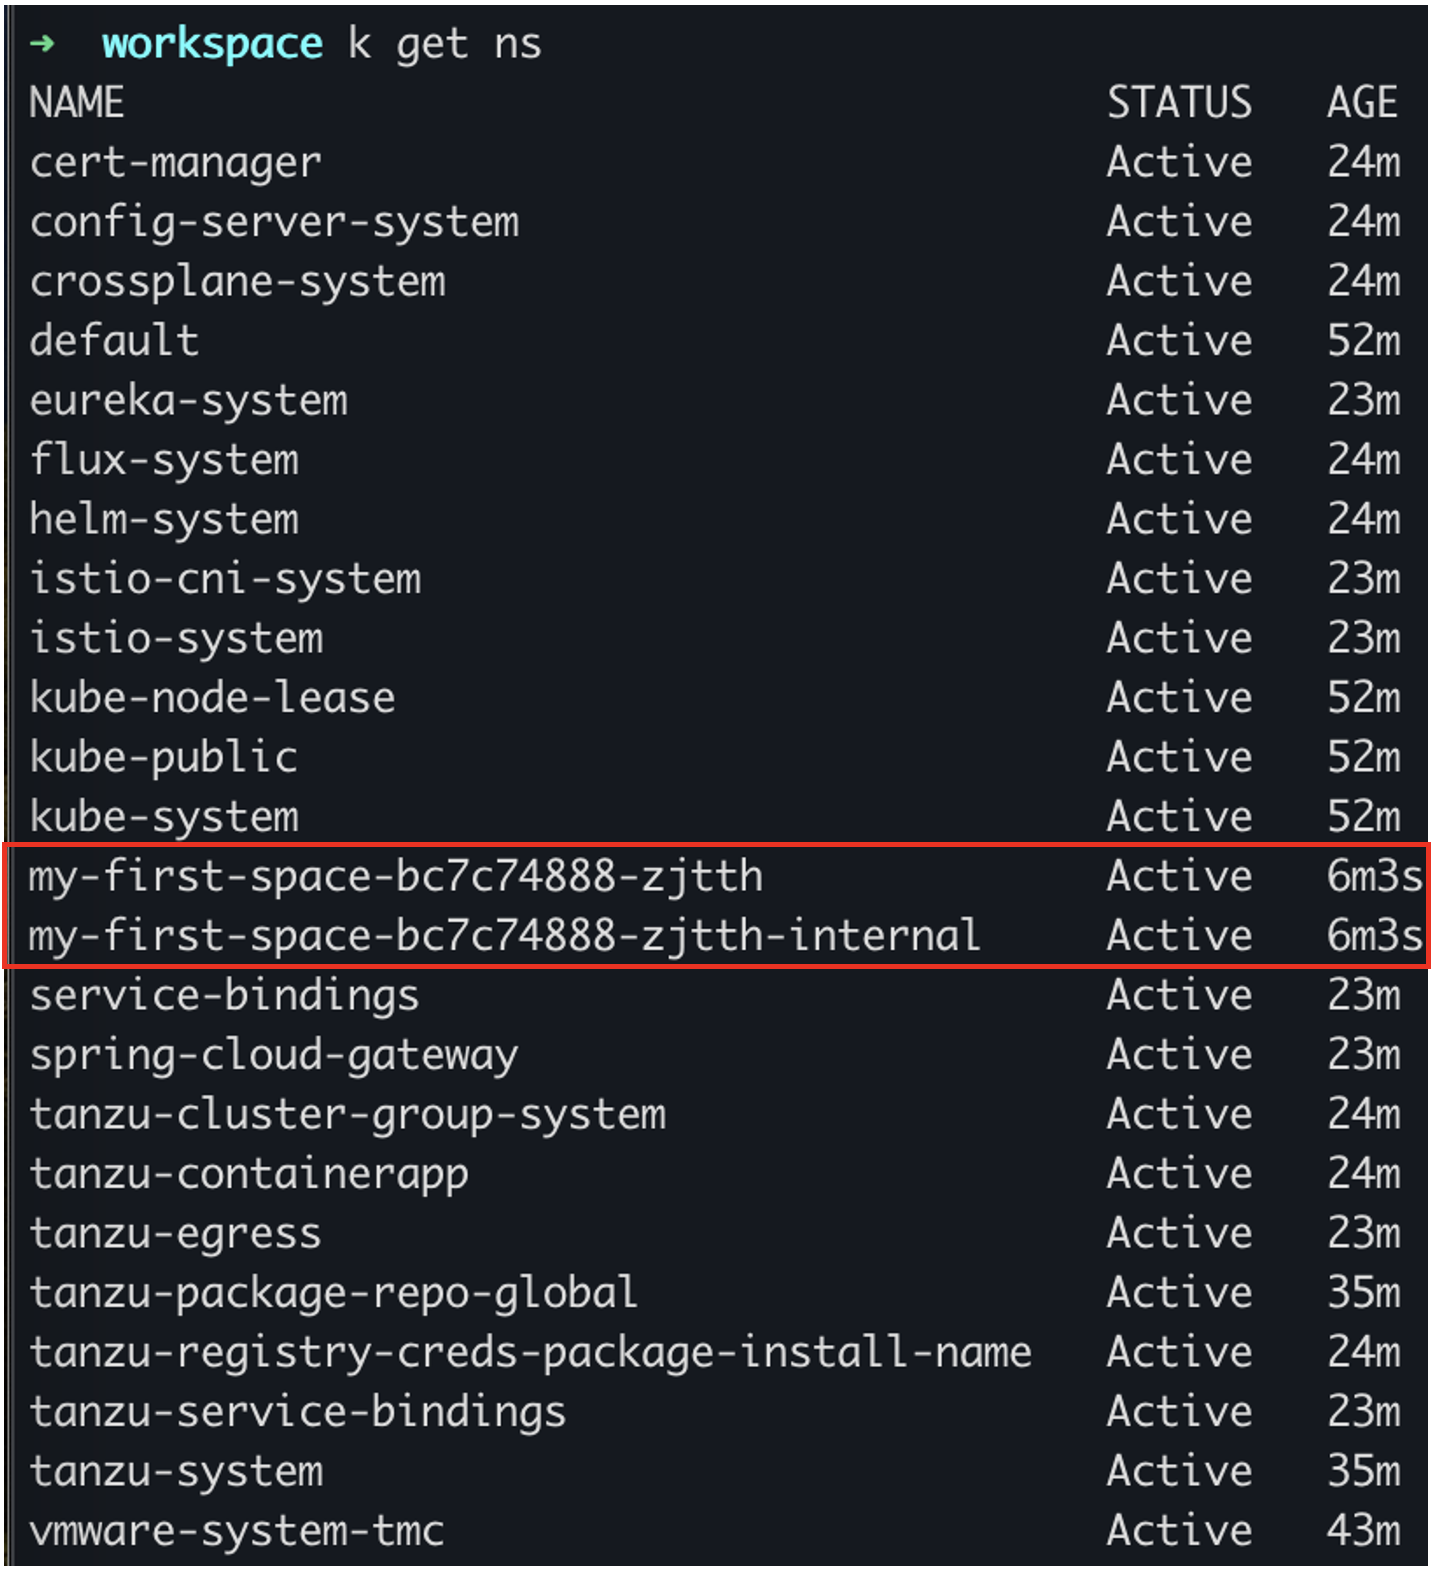 ➜ workspace k get ns
NAME STATUS AGE
cert-manager Active 24m
config-server-system Active 24m
crossplane-system Active 24m
default Active 52m
eureka-system Active 23m
flux-system Active 24m
helm-system Active 24m
istio-cni-system Active 23m
istio-system Active 23m
kube-node-lease Active 52m
kube-public Active 52m
kube-system Active 52m
my-first-space-bc7c74888-zjtth Active 6m3s
my-first-space-bc7c74888-zjtth-internal Active 6m3s
service-bindings Active 23m
spring-cloud-gateway Active 23m
tanzu-cluster-group-system Active 24m
tanzu-containerapp Active 24m
tanzu-egress Active 23m
tanzu-package-repo-global Active 35m
tanzu-registry-creds-package-install-name Active 24m
tanzu-service-bindings Active 23m
tanzu-system Active 35m
vmware-system-tmc Active 43m